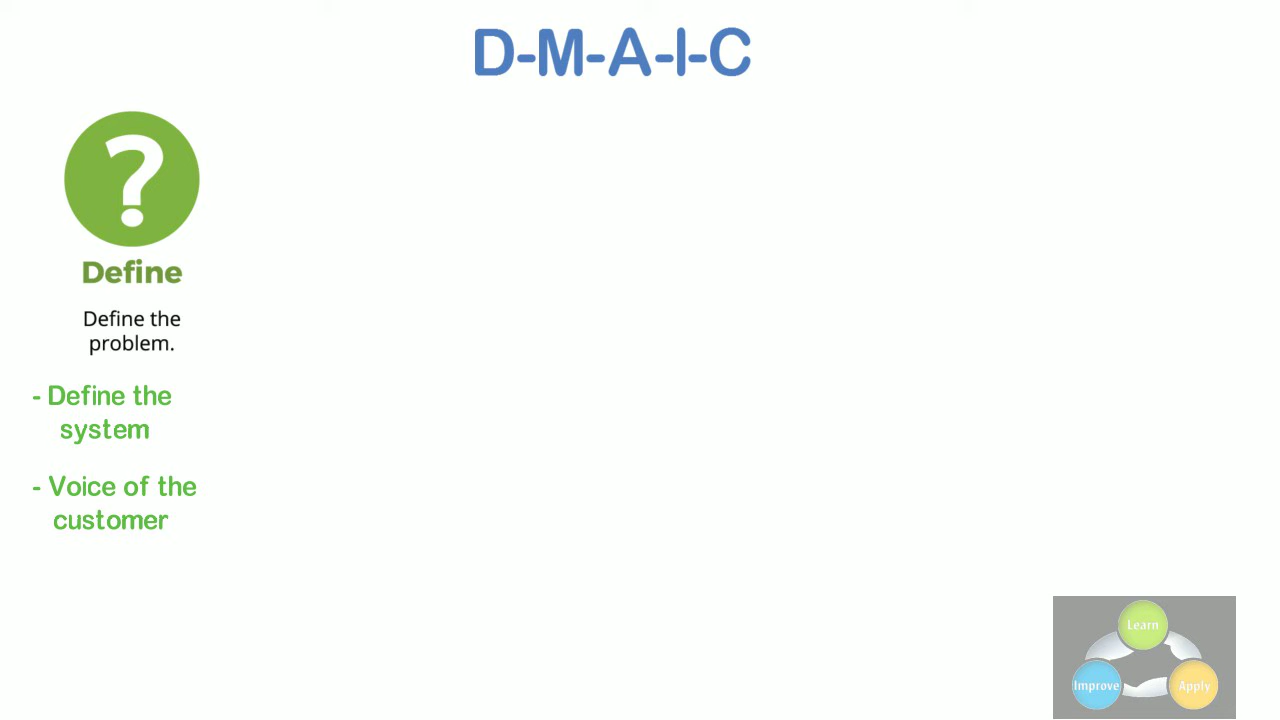 D-M-A-I-C
?
Define
Define the
problem.
- Define the
system
- Voice of the
customer
Learn
Improve
Apply